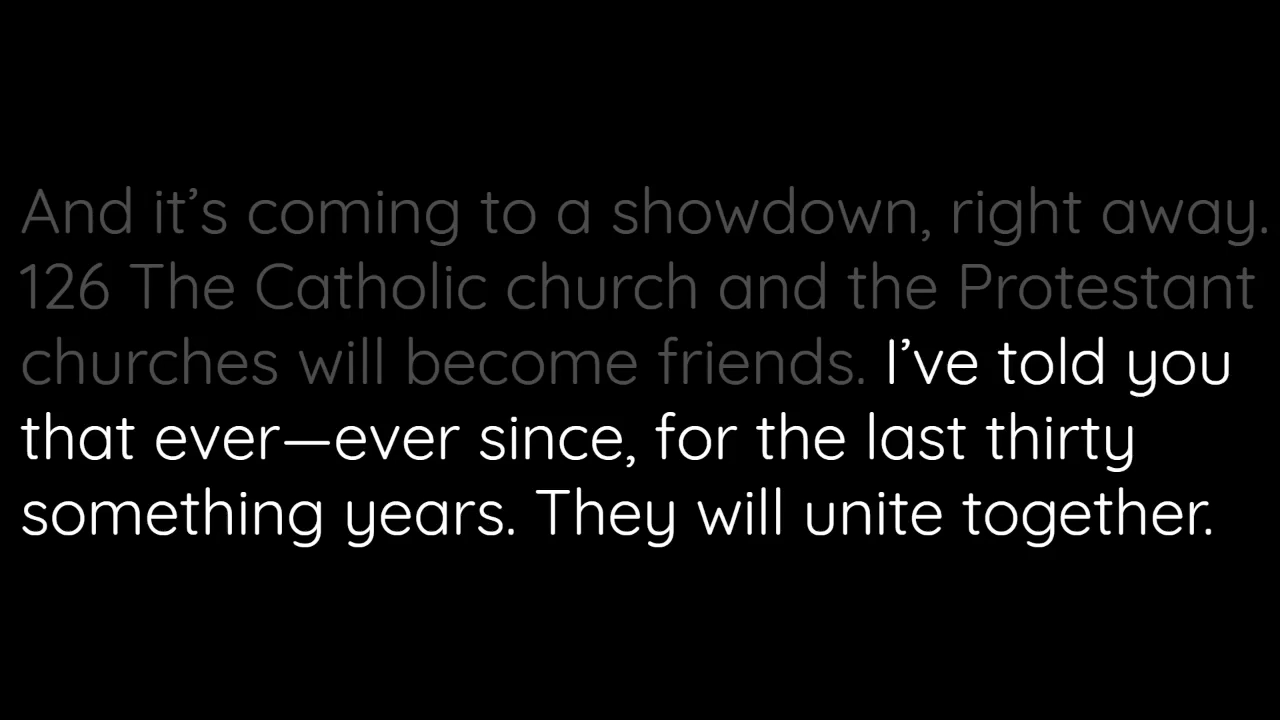 And it’s coming to a showdown, right away.
126 The Catholic church and the Protestant
churches will become friends. I’ve told you
that ever—ever since, for the last thirty
something years. They will unite together.